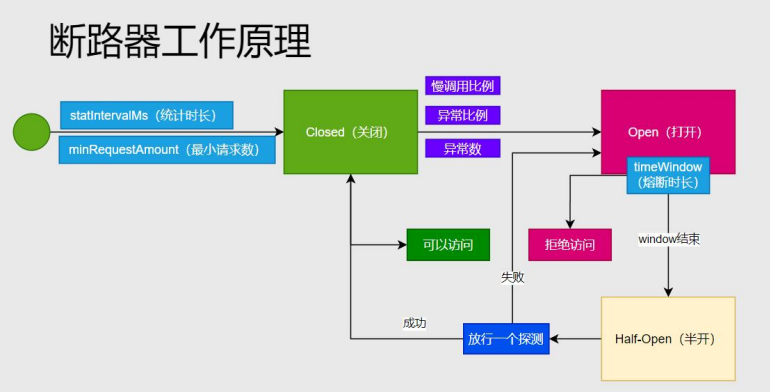 断路器工作原理
慢调用比例
statIntervalMs（统计时长）
异常比例
Closed（关闭）
Open（打开）
minRequestAmount（最小请求数）
异常数
timeWindow
（熔断时长）
可以访问
拒绝访问
window结束
失败
成功
放行一个探测
Half-Open（半开）